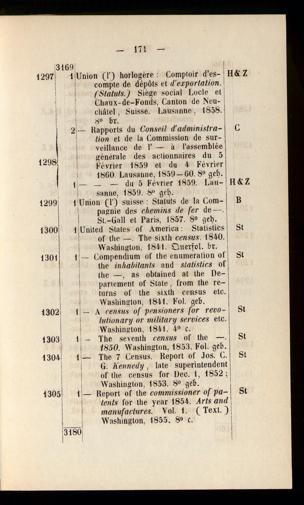 — 171 —
3169
1297 1 Union (l') horlogère : Comptoir d'es- H & Z
compte de dépôts et d'exportation.
(Statuts.) Siège social Locle et
Chaux-de-Fonds, Canton de Neu-
châtel, Suisse. Lausanne, 1858.
8º br.
2 — Rapports du Conseil d'administra- C
tion et de la Commission de sur-
veillance de l' — à l'assemblée
générale des actionnaires du 5
1298 Février 1859 et du 4 Février
1860. Lausanne, 1859—60. 8º geb.
1 — — — du 5 Février 1859. Lau- H & Z
sanne, 1859. 8º geb.
1299 1 Union (l') suisse : Statuts de la Com- B
pagnie des chemins de fer de —.
St.-Gall et Paris, 1857. 8º geb.
1300 1 United States of America : Statistics St
of the —. The sixth census. 1840.
Washington, 1841. Querfol. br.
1301 1 — Compendium of the enumeration of St
the inhabitants and statistics of
the —, as obtained at the De-
partement of State, from the re-
turns of the sixth census etc.
Washington, 1841. Fol. geb.
1302 1 — A census of pensioners for revo- St
lutionary or military services etc.
Washington, 1841. 4º c.
1303 1 — The seventh census of the —. St
1850. Washington, 1853. Fol. geb.
1304 1 — The 7 Census. Report of Jos. C. St
G. Kennedy, late superintendent
of the census for Dec. 1, 1852;
Washington, 1853. 8º geb.
1305 1 — Report of the commissioner of pa- St
tents for the year 1854. Arts and
manufactures. Vol. 1. (Text.)
Washington, 1855. 8º c.
3180